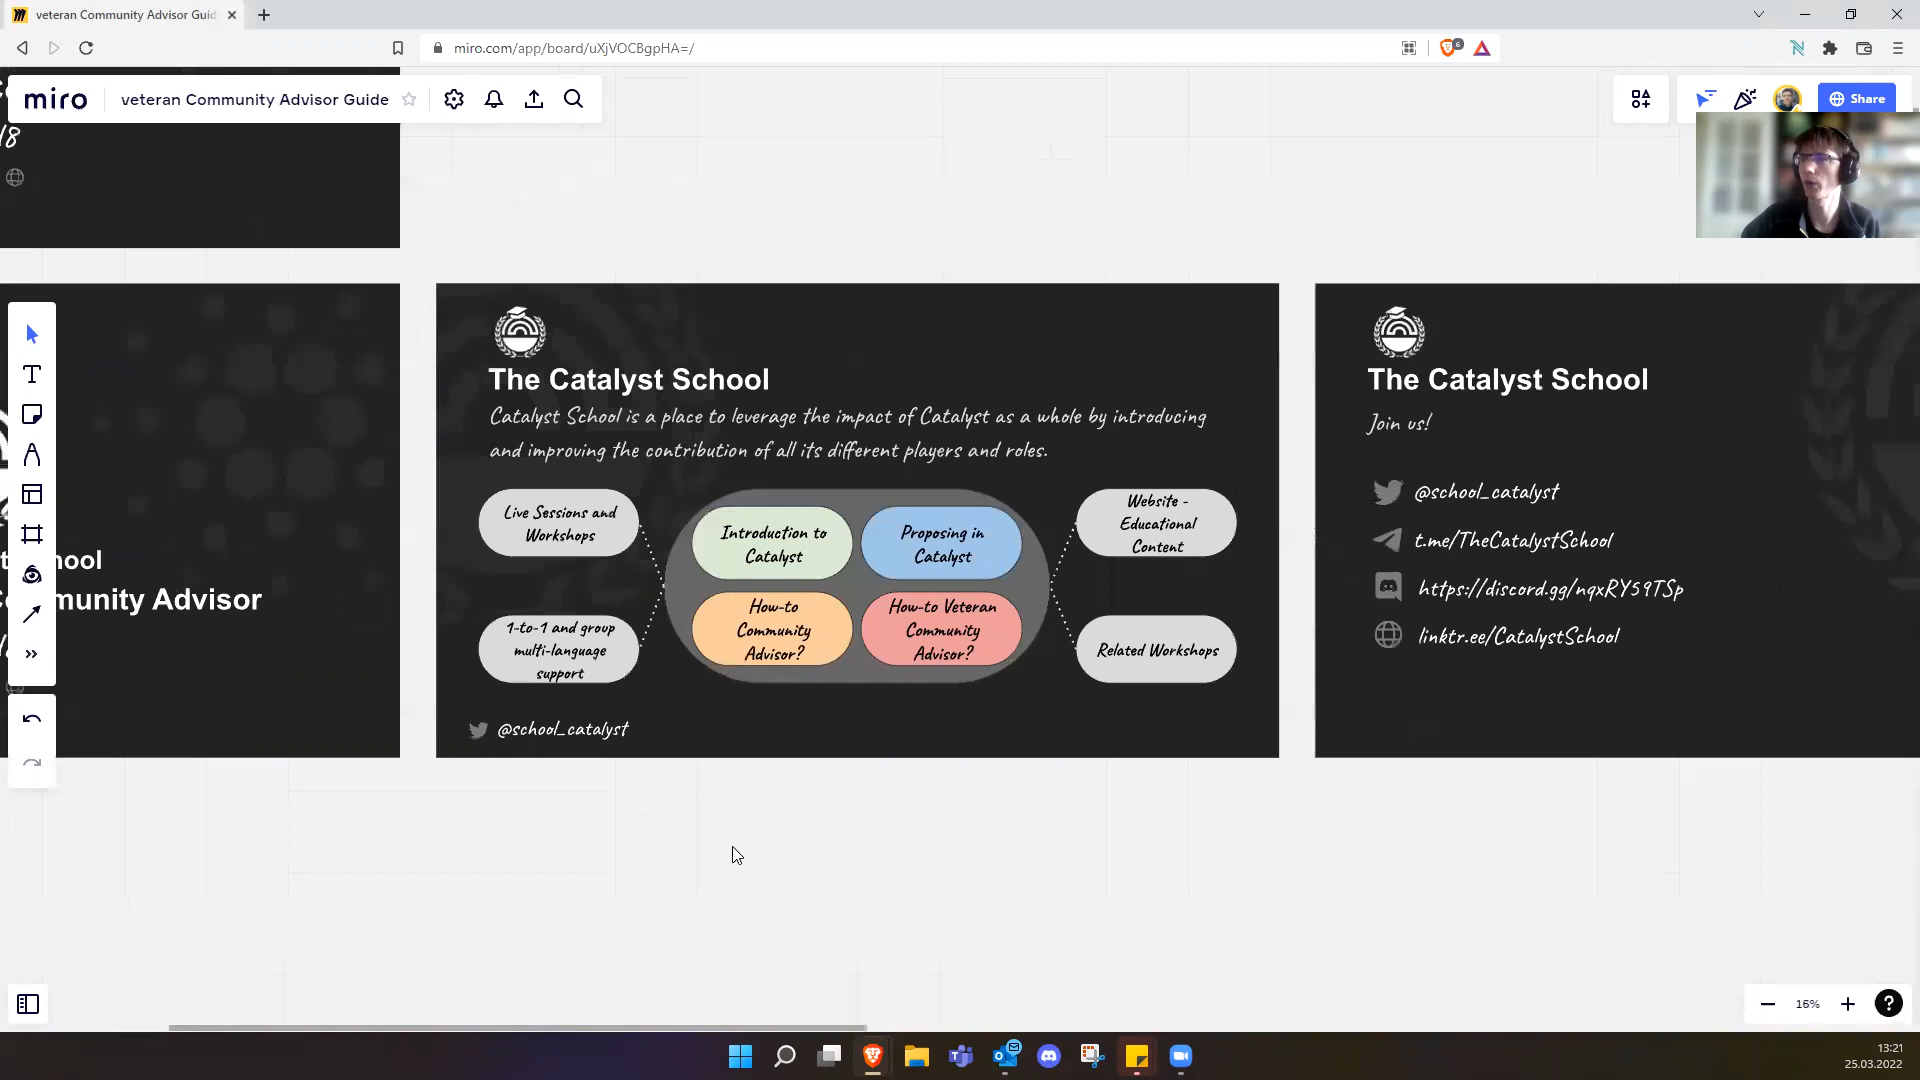 veteran Community Advisor Guid
miro.com/app/board/uXjVOCBgpHA=/
6
miro
veteran Community Advisor Guide
Share
The Catalyst School
Catalyst School is a place to leverage the impact of Catalyst as a whole by introducing
and improving the contribution of all its different players and roles.
Live Sessions and
Workshops
1-to-1 and group
multi-language
support
Introduction to
Catalyst
Proposing in
Catalyst
How-to
Community
Advisor?
How-to Veteran
Community
Advisor?
Website -
Educational
Content
Related Workshops
@school_catalyst
The Catalyst School
Join us!
@school_catalyst
t.me/TheCatalystSchool
https://discord.gg/nqxRY59TSp
linktr.ee/CatalystSchool
munity Advisor
16%
13:21
25.03.2022